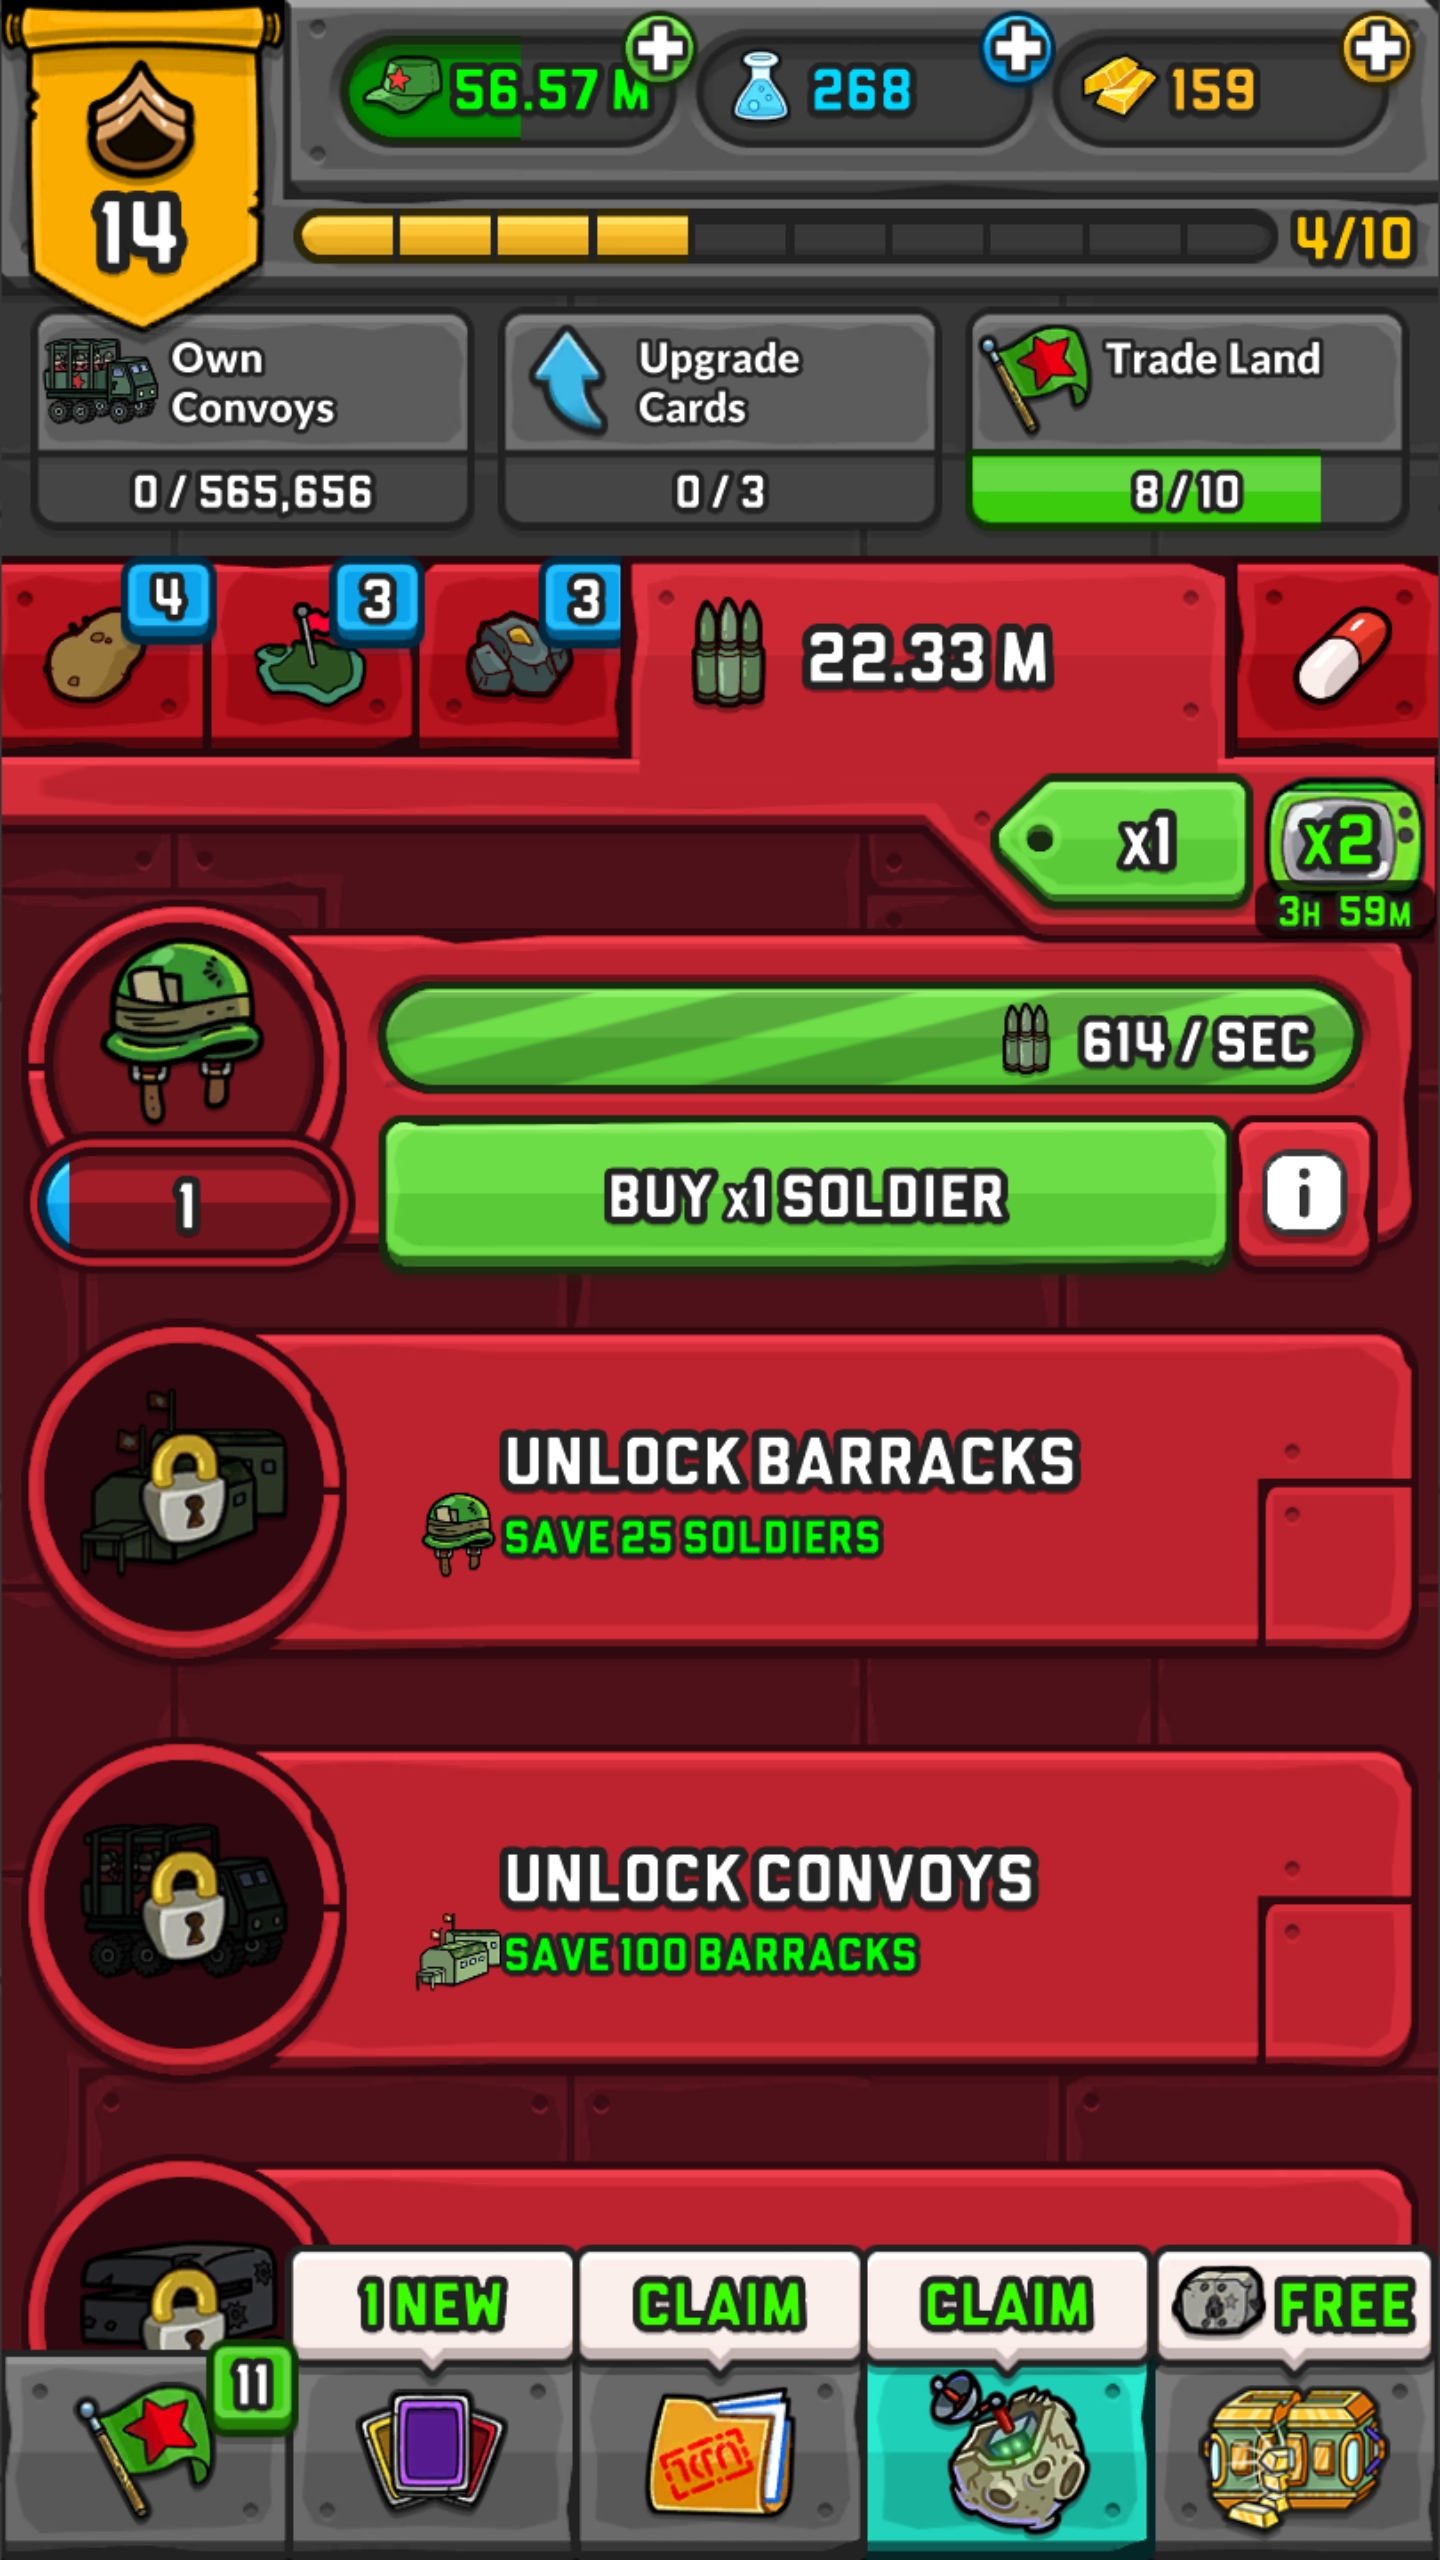 56.57 M
268
159
14
4/10
Own
Convoys
0 / 565,656
Upgrade
Cards
0 / 3
Trade Land
8 / 10
4
3
3
22.33 M
x1
x2
3H 59M
614 / SEC
1
BUY x1 SOLDIER
i
UNLOCK BARRACKS
SAVE 25 SOLDIERS
UNLOCK CONVOYS
SAVE 100 BARRACKS
1 NEW
CLAIM
CLAIM
FREE
11